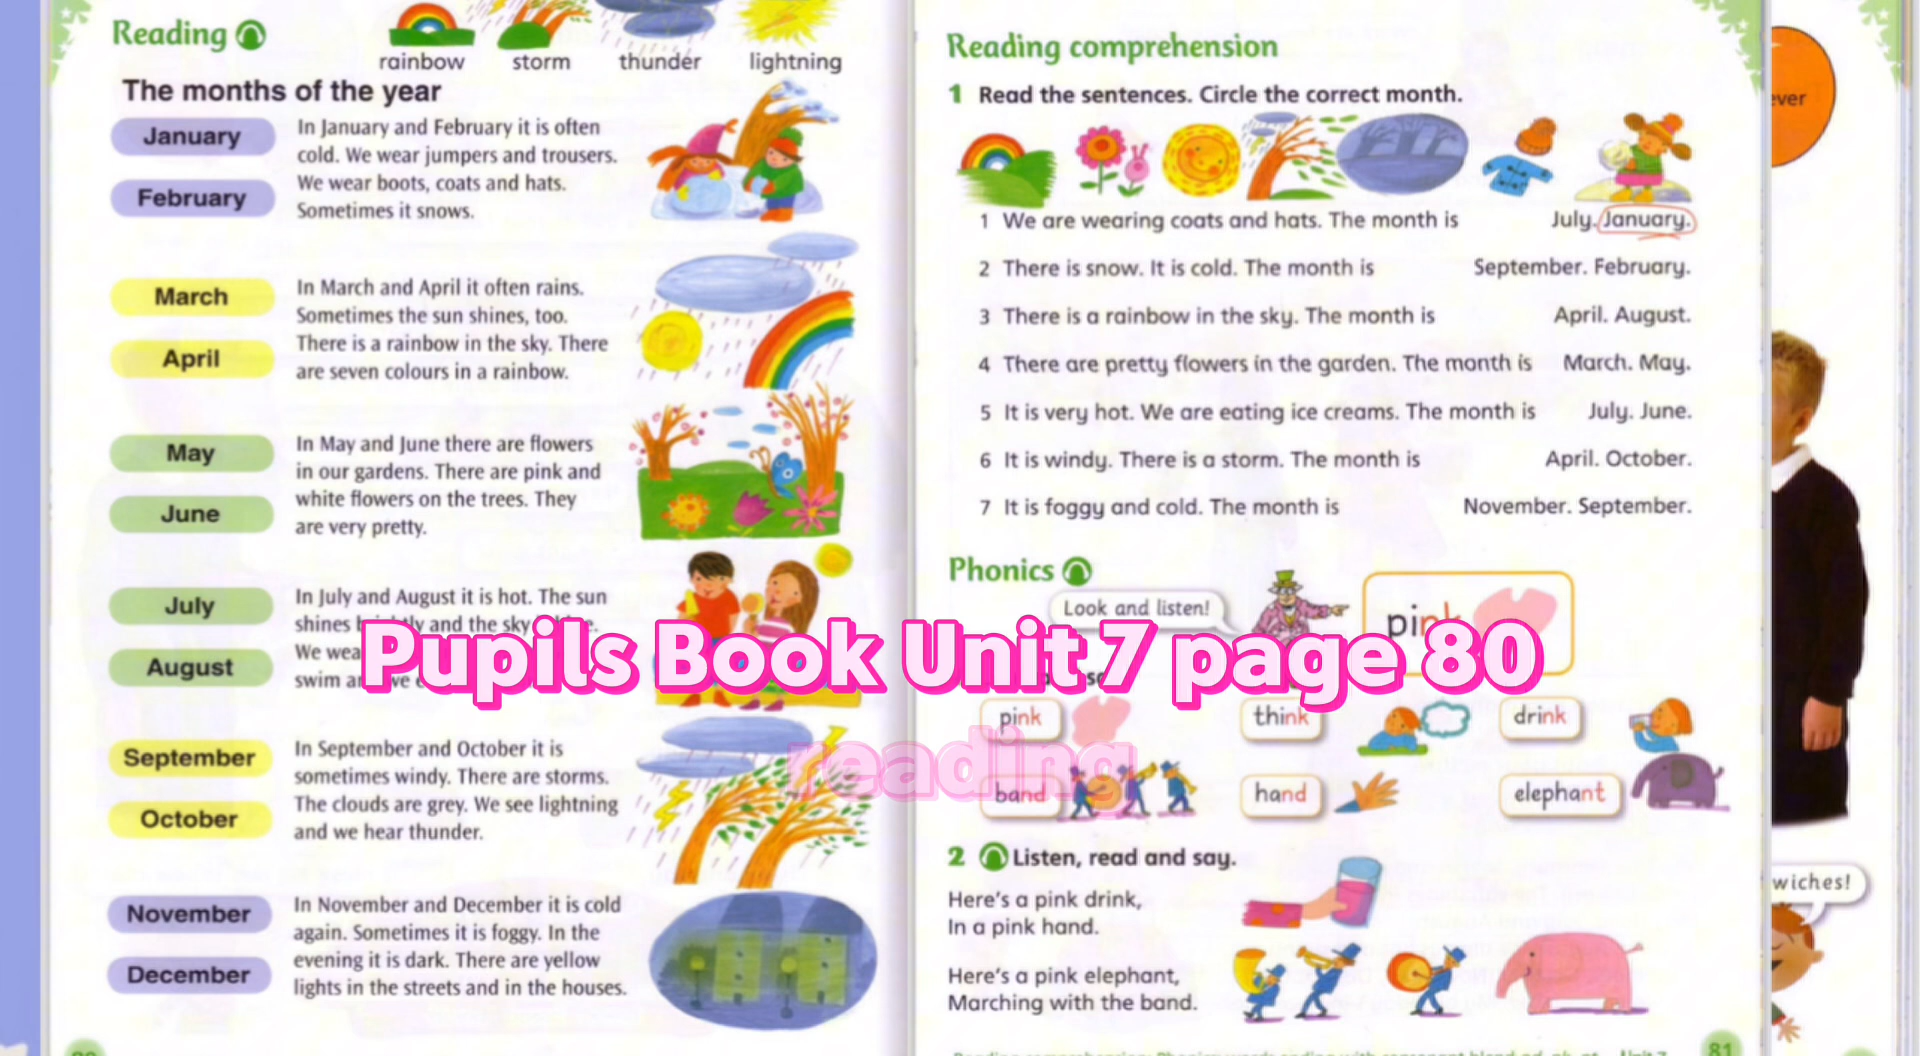 Reading
rainbow storm thunder lightning
The months of the year
January
February
In January and February it is often
cold. We wear jumpers and trousers.
We wear boots, coats and hats.
Sometimes it snows.
March
April
In March and April it often rains.
Sometimes the sun shines, too.
There is a rainbow in the sky. There
are seven colours in a rainbow.
May
June
In May and June there are flowers
in our gardens. There are pink and
white flowers on the trees. They
are very pretty.
July
August
In July and August it is hot. The sun
shines and the sky
We
swim
September
October
In September and October it is
sometimes windy. There are storms.
The clouds are grey. We see lightning
and we hear thunder.
November
December
In November and December it is cold
again. Sometimes it is foggy. In the
evening it is dark. There are yellow
lights in the streets and in the houses.
Pupils Book Unit 7 page 80
reading
Reading comprehension
1 Read the sentences. Circle the correct month.
1 We are wearing coats and hats. The month is July. January.
2 There is snow. It is cold. The month is September. February.
3 There is a rainbow in the sky. The month is April. August.
4 There are pretty flowers in the garden. The month is March. May.
5 It is very hot. We are eating ice creams. The month is July. June.
6 It is windy. There is a storm. The month is April. October.
7 It is foggy and cold. The month is November. September.
Phonics
Look and listen!
pink
pink think drink
band hand elephant
2 Listen, read and say.
Here's a pink drink,
In a pink hand.
Here's a pink elephant,
Marching with the band.
81
wiches!